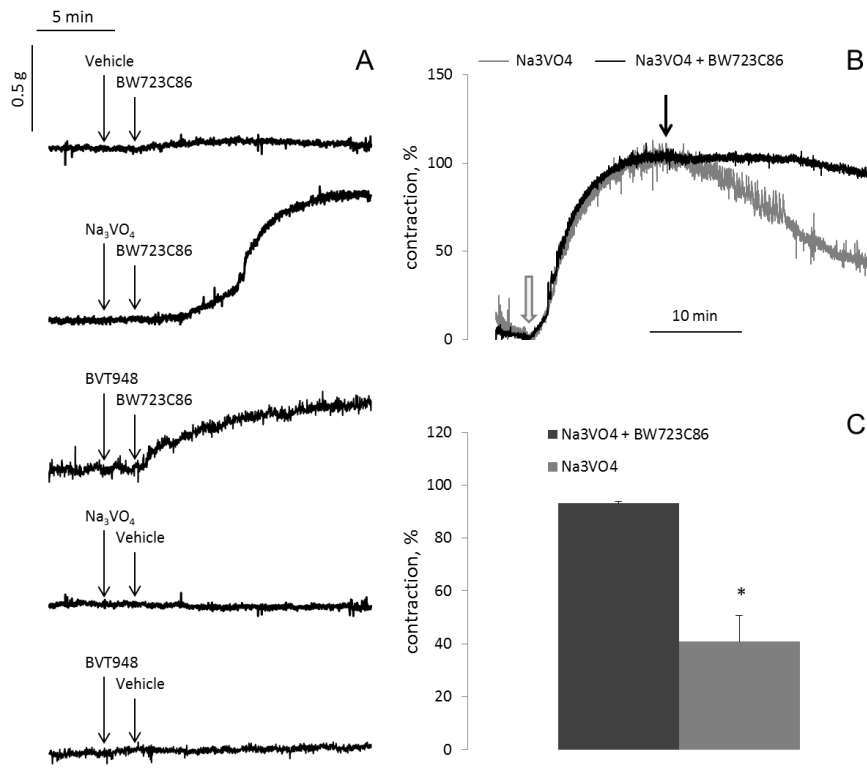 5 min
A
0.5 g
Vehicle
BW723C86
Na₃VO₄
BW723C86
BVT948
BW723C86
Na₃VO₄
Vehicle
BVT948
Vehicle
Na3VO4
Na3VO4 + BW723C86
B
150
100
50
0
contraction, %
10 min
C
Na3VO4 + BW723C86
Na3VO4
120
100
80
60
40
20
0
contraction, %
*